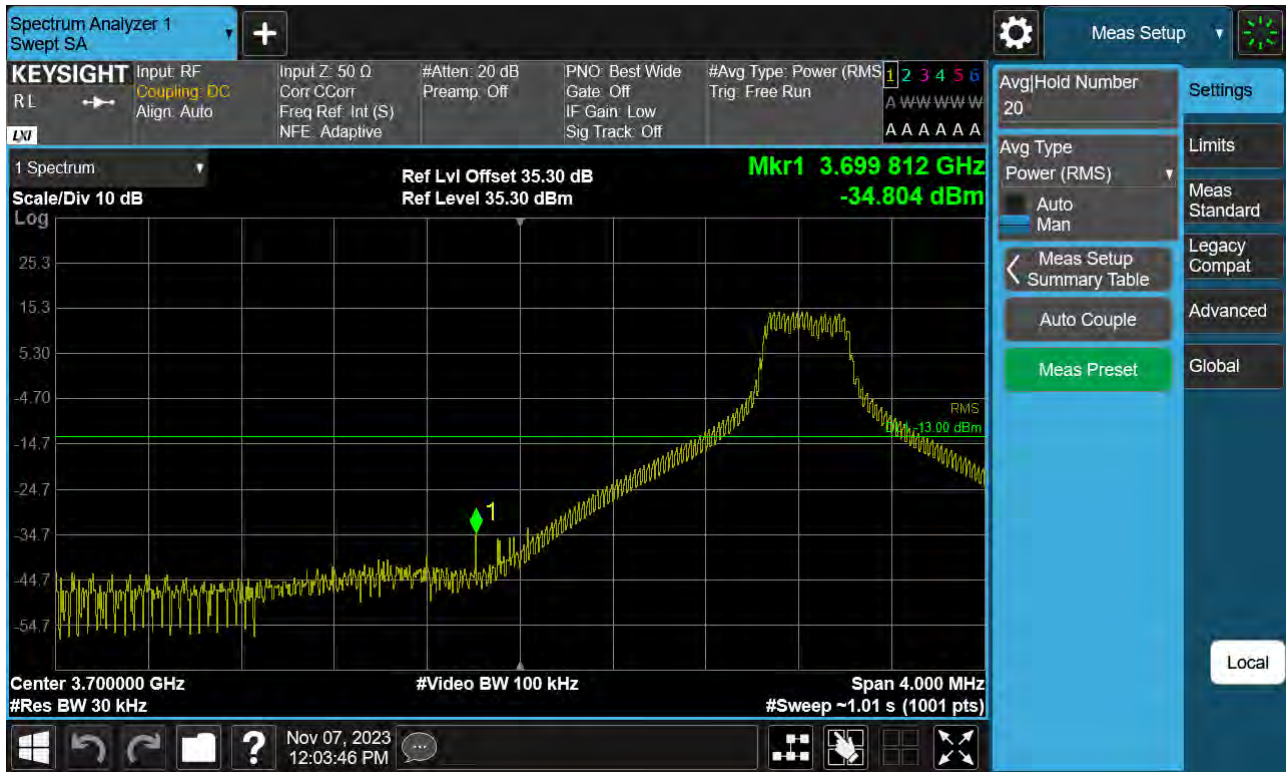 Spectrum Analyzer 1
Swept SA
+
Meas Setup
KEYSIGHT
RL
LXI
Input: RF
Coupling: DC
Align: Auto
Input Z: 50 Ω
Corr CCorr
Freq Ref: Int (S)
NFE: Adaptive
#Atten: 20 dB
Preamp: Off
PNO: Best Wide
Gate: Off
IF Gain: Low
Sig Track: Off
#Avg Type: Power (RMS
Trig: Free Run
1 2 3 4 5 6
A W W W W W
A A A A A A
1 Spectrum
Scale/Div 10 dB
Log
Ref Lvl Offset 35.30 dB
Ref Level 35.30 dBm
Mkr1 3.699 812 GHz
-34.804 dBm
25.3
15.3
5.30
-4.70
-14.7
-24.7
-34.7
-44.7
-54.7
RMS
-13.00 dBm
1
Center 3.700000 GHz
#Res BW 30 kHz
#Video BW 100 kHz
Span 4.000 MHz
#Sweep ~1.01 s (1001 pts)
Avg|Hold Number
20
Avg Type
Power (RMS)
Auto
Man
Meas Setup
Summary Table
Auto Couple
Meas Preset
Settings
Limits
Meas
Standard
Legacy
Compat
Advanced
Global
Local
?
Nov 07, 2023
12:03:46 PM